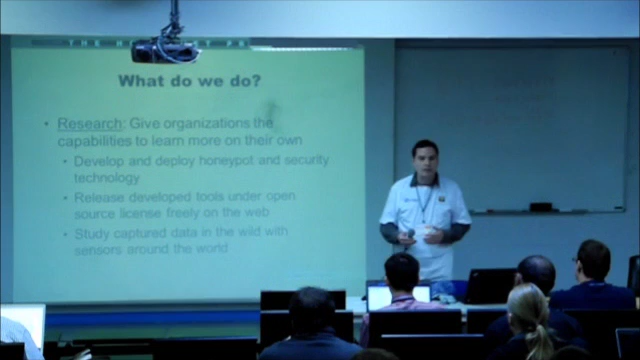 What do we do?
• Research: Give organizations the
capabilities to learn more on their own
• Develop and deploy honeypot and security
technology
• Release developed tools under open
source license freely on the web
• Study captured data in the wild with
sensors around the world